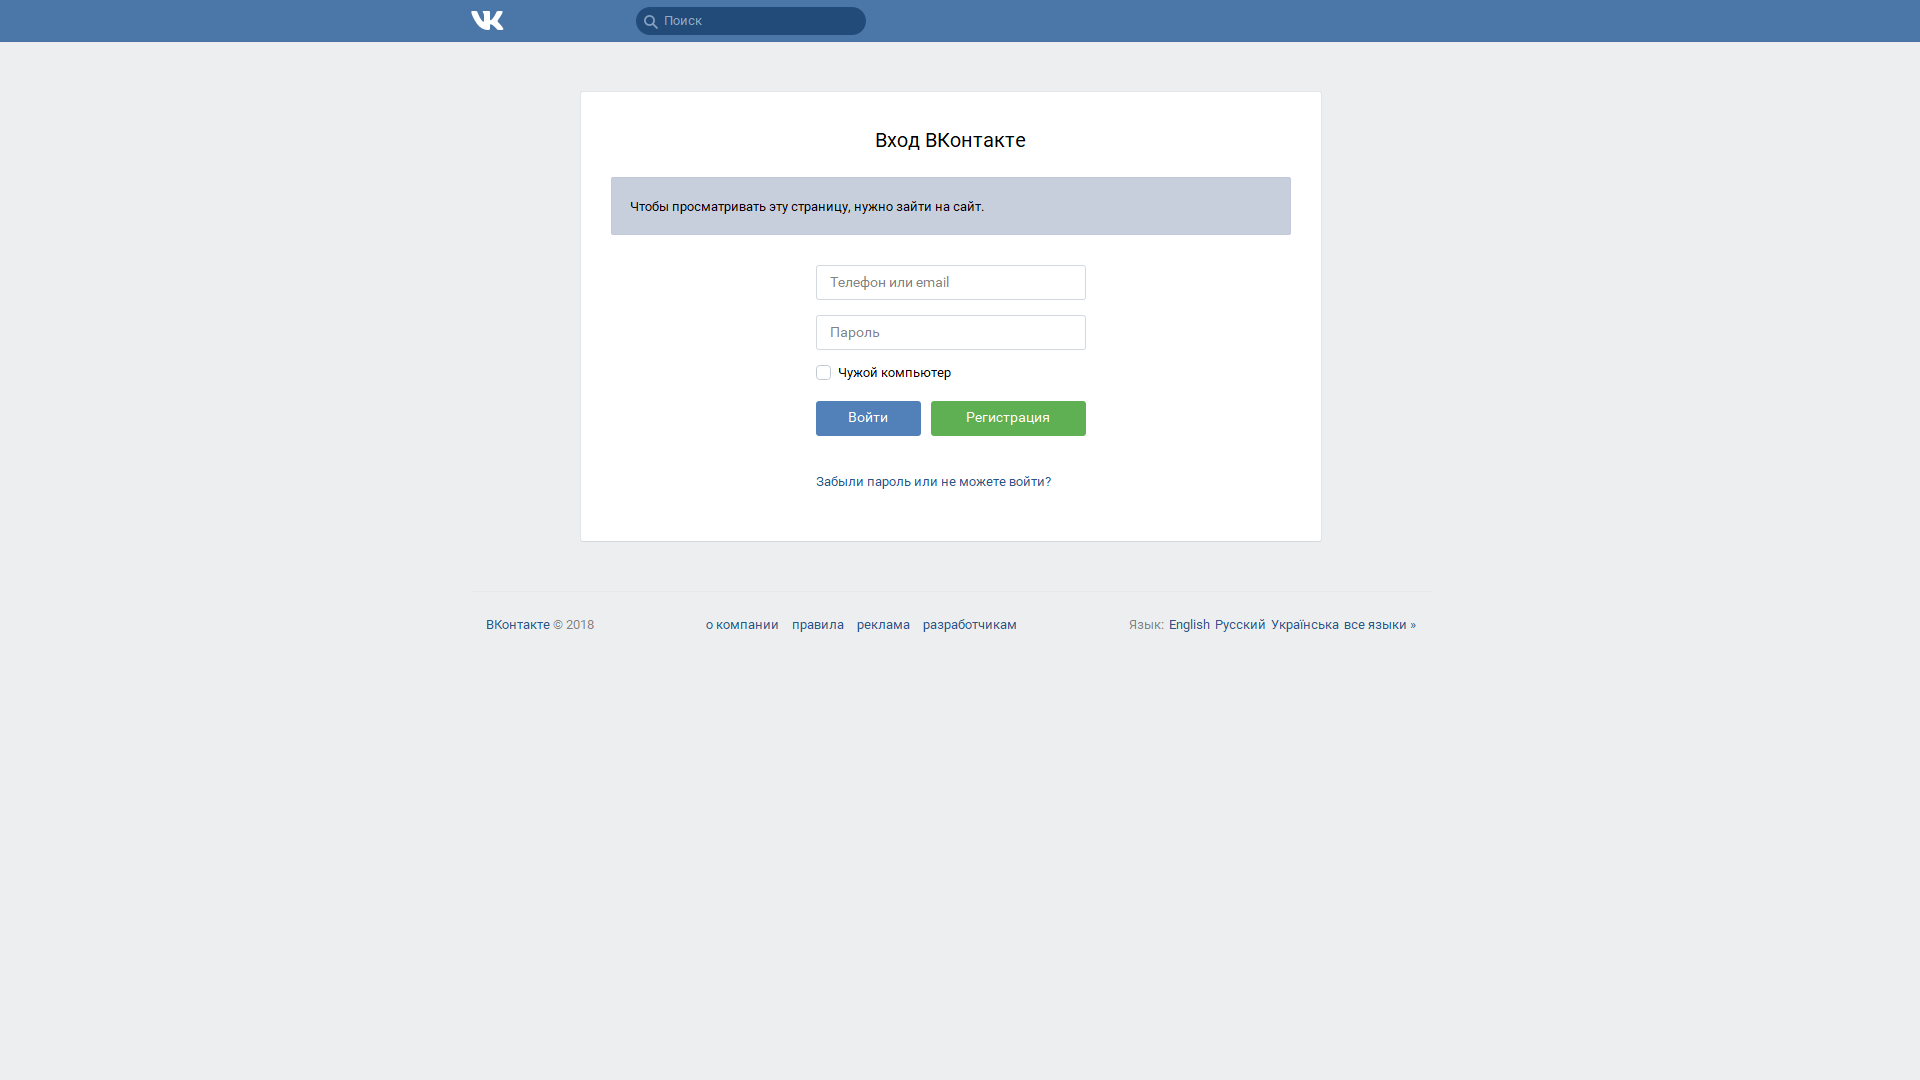 Поиск
Вход ВКонтакте
Чтобы просматривать эту страницу, нужно зайти на сайт.
Телефон или email
Пароль
Чужой компьютер
Войти Регистрация
Забыли пароль или не можете войти?
ВКонтакте © 2018 о компании правила реклама разработчикам Язык: English Русский Українська все языки »